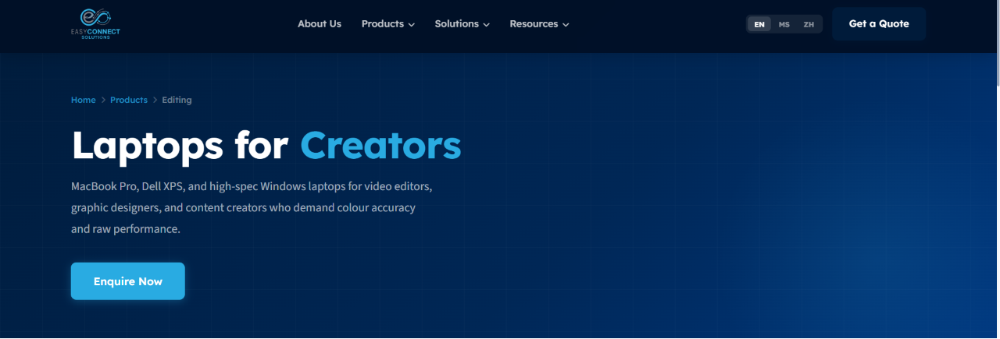 EASYCONNECT
SOLUTIONS
About Us
Products
Solutions
Resources
EN
MS
ZH
Get a Quote
Home > Products > Editing
Laptops for Creators
MacBook Pro, Dell XPS, and high-spec Windows laptops for video editors,
graphic designers, and content creators who demand colour accuracy
and raw performance.
Enquire Now